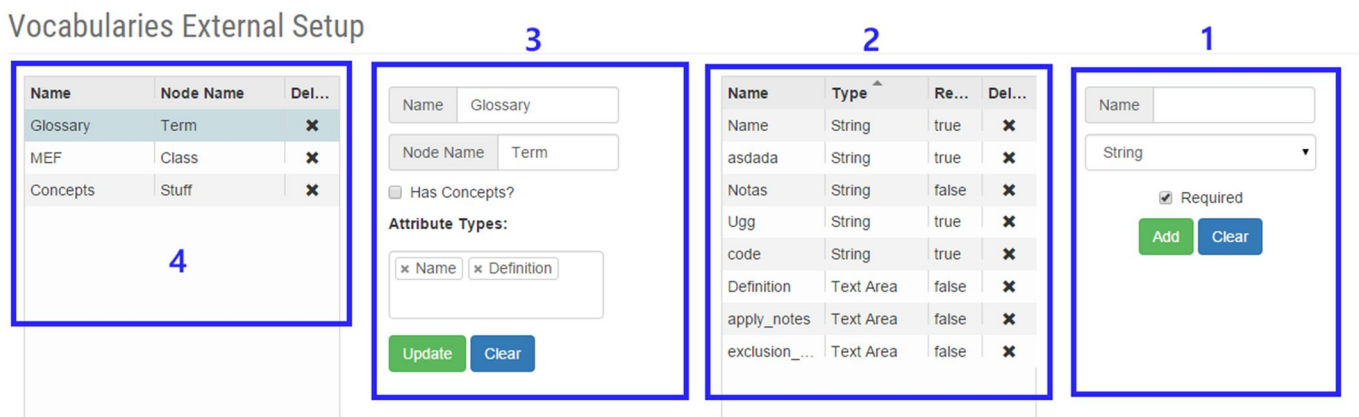 Vocabularies External Setup
3
2
1
Name Node Name Del...
Glossary Term
MEF Class
Concepts Stuff
4
Name Glossary
Node Name Term
Has Concepts?
Attribute Types:
× Name × Definition
Update Clear
Name Type Re... Del...
Name String true
asdada String true
Notas String false
Ugg String true
code String true
Definition Text Area false
apply_notes Text Area false
exclusion_... Text Area false
Name
String
Required
Add Clear